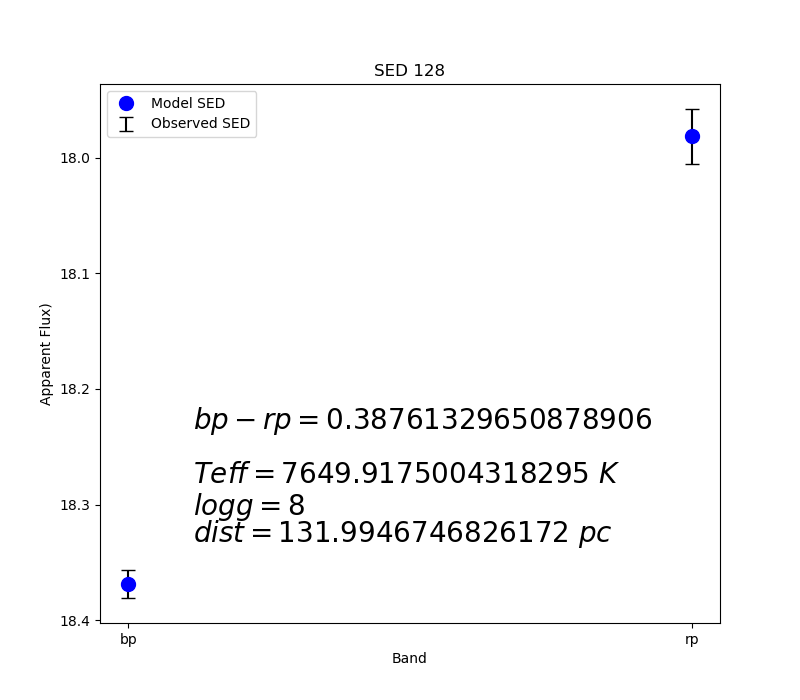 SED 128
Model SED
Observed SED
18.0
18.1
18.2
18.3
18.4
Apparent Flux)
bp − rp = 0.38761329650878906
Teff = 7649.9175004318295 K
logg = 8
dist = 131.9946746826172 pc
bp
rp
Band